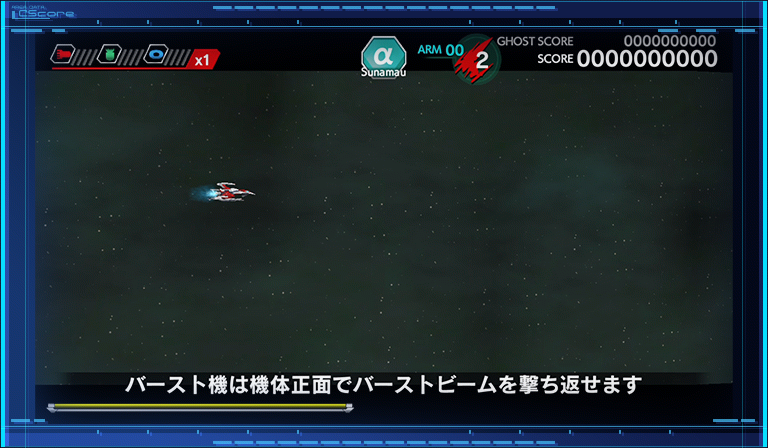 LCScore
x1
α
Sunamau
ARM 00
2
GHOST SCORE 0000000000
SCORE 0000000000
バースト機は機体正面でバーストビームを撃ち返せます